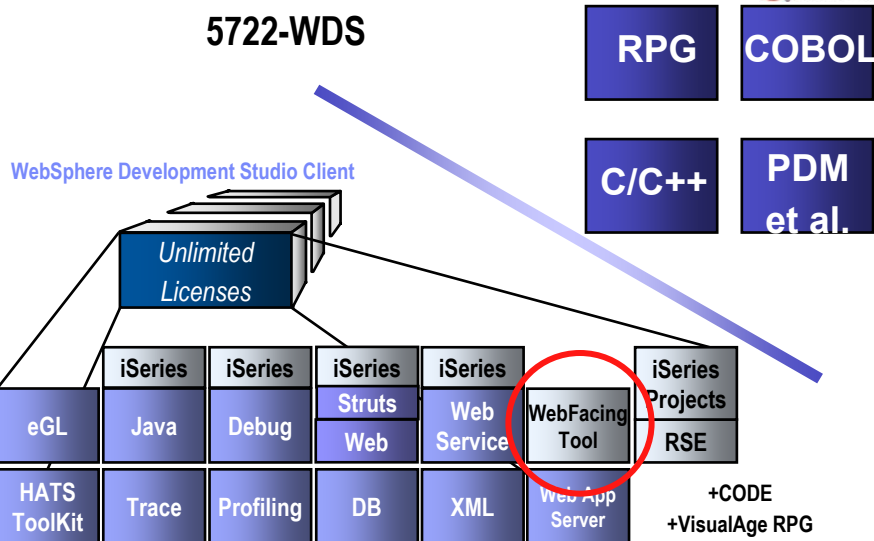 5722-WDS
RPG
COBOL
C/C++
PDM
et al.
WebSphere Development Studio Client
Unlimited
Licenses
iSeries
iSeries
iSeries
iSeries
iSeries
Projects
eGL
Java
Debug
Struts
Web
Web
Service
WebFacing
Tool
RSE
HATS
ToolKit
Trace
Profiling
DB
XML
Web App
Server
+CODE
+VisualAge RPG